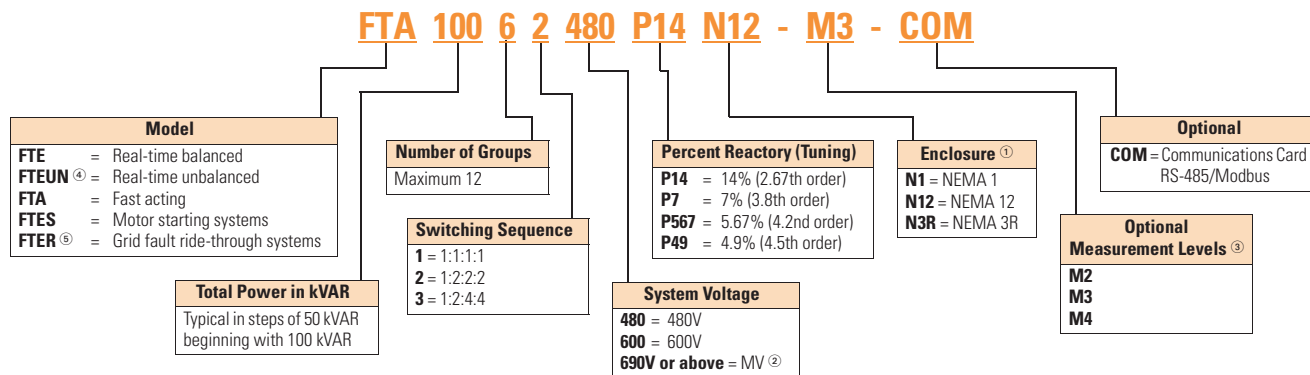 FTA 100 6 2 480 P14 N12 - M3 - COM
Model
FTE = Real-time balanced
FTEUN ④ = Real-time unbalanced
FTA = Fast acting
FTES = Motor starting systems
FTER ⑤ = Grid fault ride-through systems
Total Power in kVAR
Typical in steps of 50 kVAR
beginning with 100 kVAR
Number of Groups
Maximum 12
Switching Sequence
1 = 1:1:1:1
2 = 1:2:2:2
3 = 1:2:4:4
System Voltage
480 = 480V
600 = 600V
690V or above = MV ②
Percent Reactory (Tuning)
P14 = 14% (2.67th order)
P7 = 7% (3.8th order)
P567 = 5.67% (4.2nd order)
P49 = 4.9% (4.5th order)
Enclosure ①
N1 = NEMA 1
N12 = NEMA 12
N3R = NEMA 3R
Optional
Measurement Levels ③
M2
M3
M4
Optional
COM = Communications Card
RS-485/Modbus